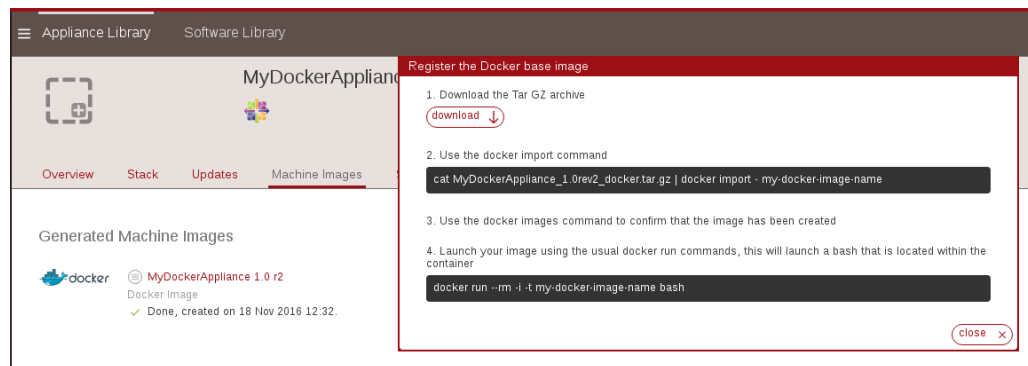 Appliance Library Software Library
MyDockerApplianc
Overview Stack Updates Machine Images
Generated Machine Images
docker
MyDockerAppliance 1.0 r2
Docker Image
Done, created on 18 Nov 2016 12:32.
Register the Docker base image
1. Download the Tar GZ archive
download
2. Use the docker import command
cat MyDockerAppliance_1.0rev2_docker.tar.gz | docker import - my-docker-image-name
3. Use the docker images command to confirm that the image has been created
4. Launch your image using the usual docker run commands, this will launch a bash that is located within the
container
docker run --rm -i -t my-docker-image-name bash
close